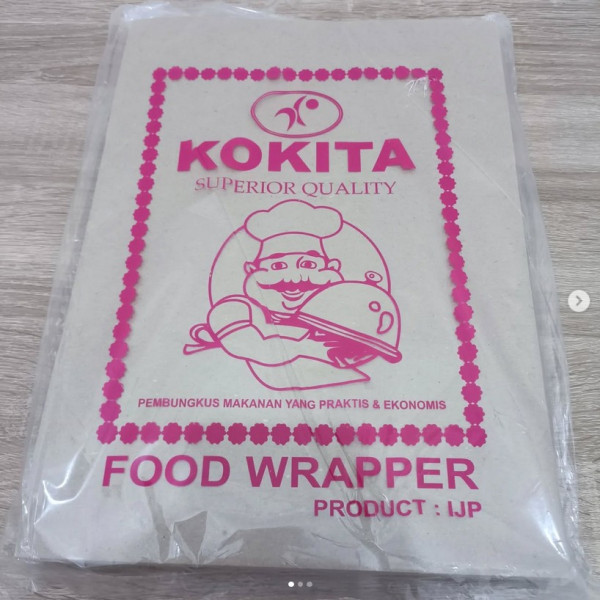 KOKITA
SUPERIOR QUALITY
PEMBUNGKUS MAKANAN YANG PRAKTIS & EKONOMIS
FOOD WRAPPER
PRODUCT : IJP